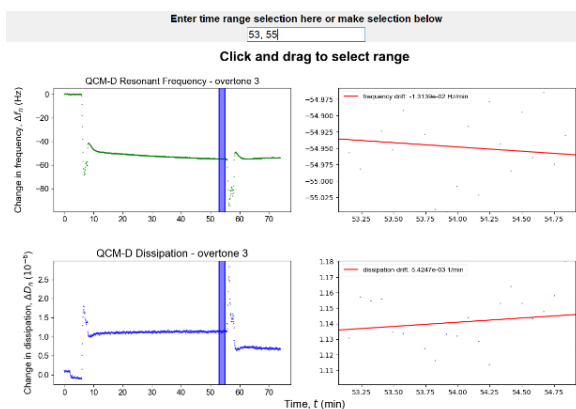 Enter time range selection here or make selection below
53, 55
Click and drag to select range
QCM-D Resonant Frequency - overtone 3
Change in frequency, Δfₙ (Hz)
0
−20
−40
−60
−80
0 10 20 30 40 50 60 70
frequency drift: -1.3139e-02 Hz/min
−54.875
−54.900
−54.925
−54.950
−54.975
−55.000
−55.025
53.25 53.50 53.75 54.00 54.25 54.50 54.75
QCM-D Dissipation - overtone 3
Change in dissipation, ΔDₙ (10⁻⁶)
2.5
2.0
1.5
1.0
0.5
0.0
0 10 20 30 40 50 60 70
dissipation drift: 5.4247e-03 1/min
1.18
1.17
1.16
1.15
1.14
1.13
1.12
1.11
53.25 53.50 53.75 54.00 54.25 54.50 54.75
Time, t (min)